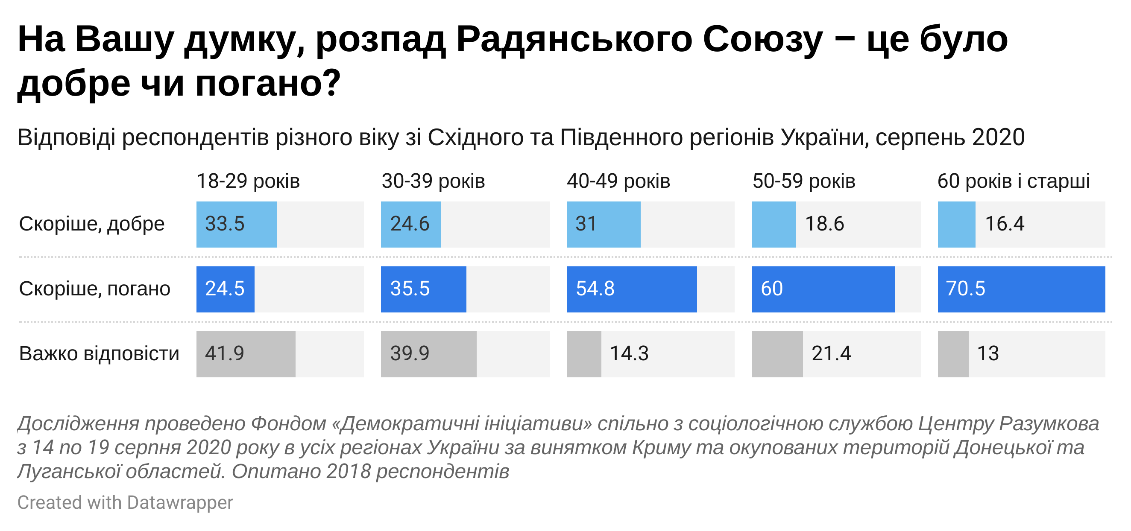 На Вашу думку, розпад Радянського Союзу – це було
добре чи погано?
Відповіді респондентів різного віку зі Східного та Південного регіонів України, серпень 2020
18-29 років 30-39 років 40-49 років 50-59 років 60 років і старші
Скоріше, добре 33.5 24.6 31 18.6 16.4
Скоріше, погано 24.5 35.5 54.8 60 70.5
Важко відповісти 41.9 39.9 14.3 21.4 13
Дослідження проведено Фондом «Демократичні ініціативи» спільно з соціологічною службою Центру Разумкова
з 14 по 19 серпня 2020 року в усіх регіонах України за винятком Криму та окупованих територій Донецької та
Луганської областей. Опитано 2018 респондентів
Created with Datawrapper